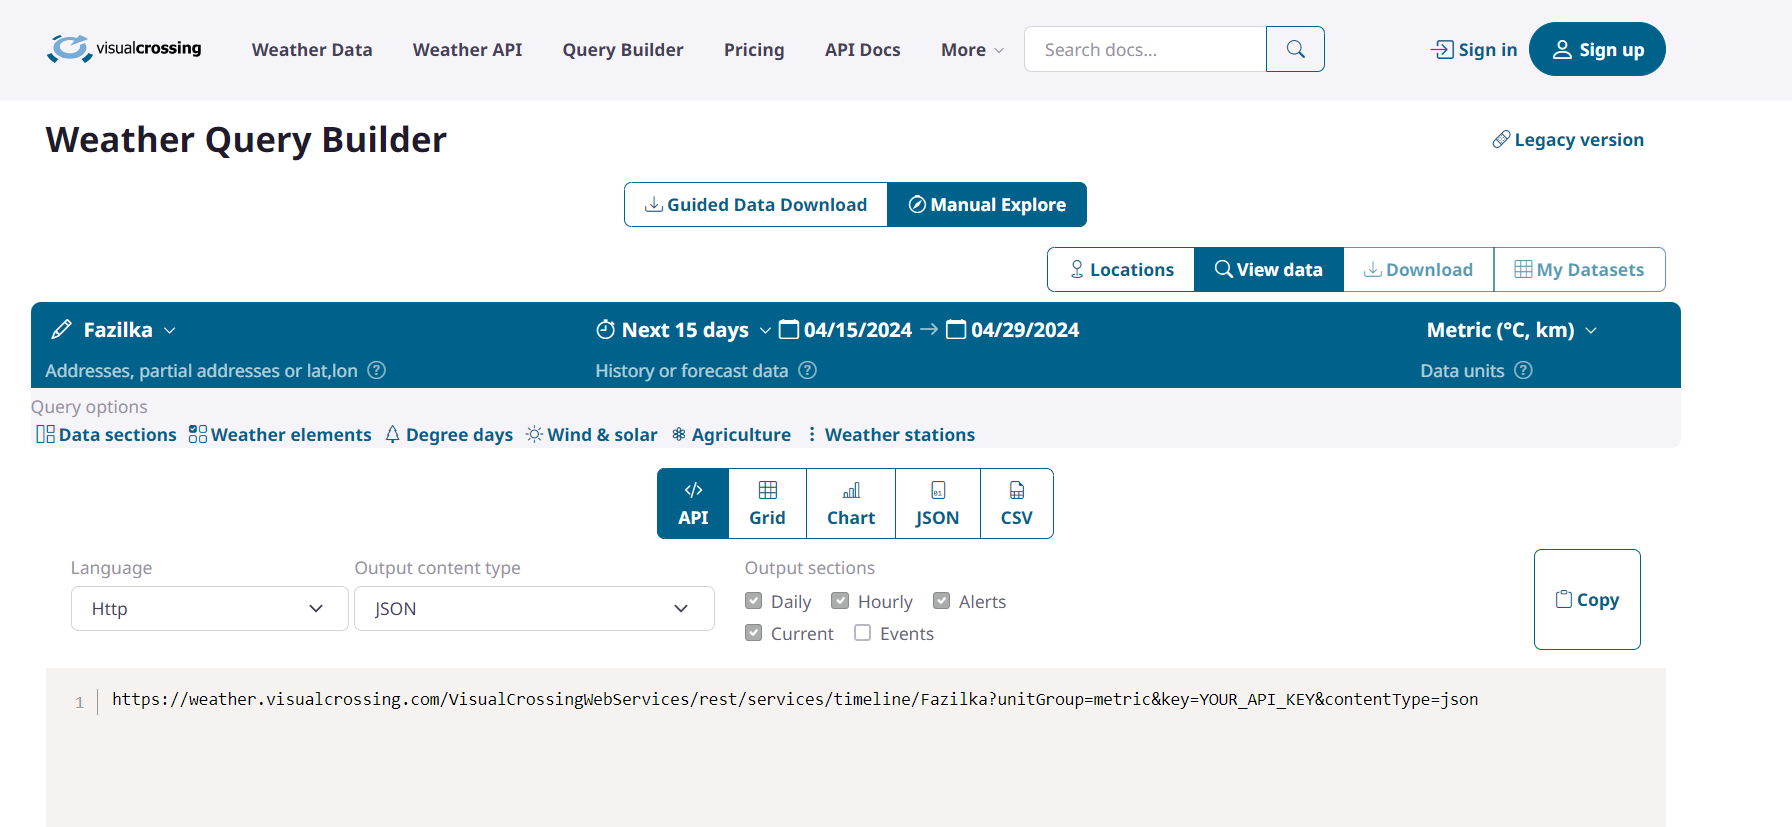 visualcrossing Weather Data Weather API Query Builder Pricing API Docs More Search docs... Sign in Sign up
Weather Query Builder
Legacy version
Guided Data Download Manual Explore
Locations View data Download My Datasets
Fazilka Next 15 days 04/15/2024 → 04/29/2024 Metric (°C, km)
Addresses, partial addresses or lat,lon ? History or forecast data ? Data units ?
Query options
Data sections Weather elements Degree days Wind & solar Agriculture Weather stations
</> 01
API Grid Chart JSON CSV
Language Output content type Output sections
Http JSON Daily Hourly Alerts
Current Events
Copy
1 https://weather.visualcrossing.com/VisualCrossingWebServices/rest/services/timeline/Fazilka?unitGroup=metric&key=YOUR_API_KEY&contentType=json